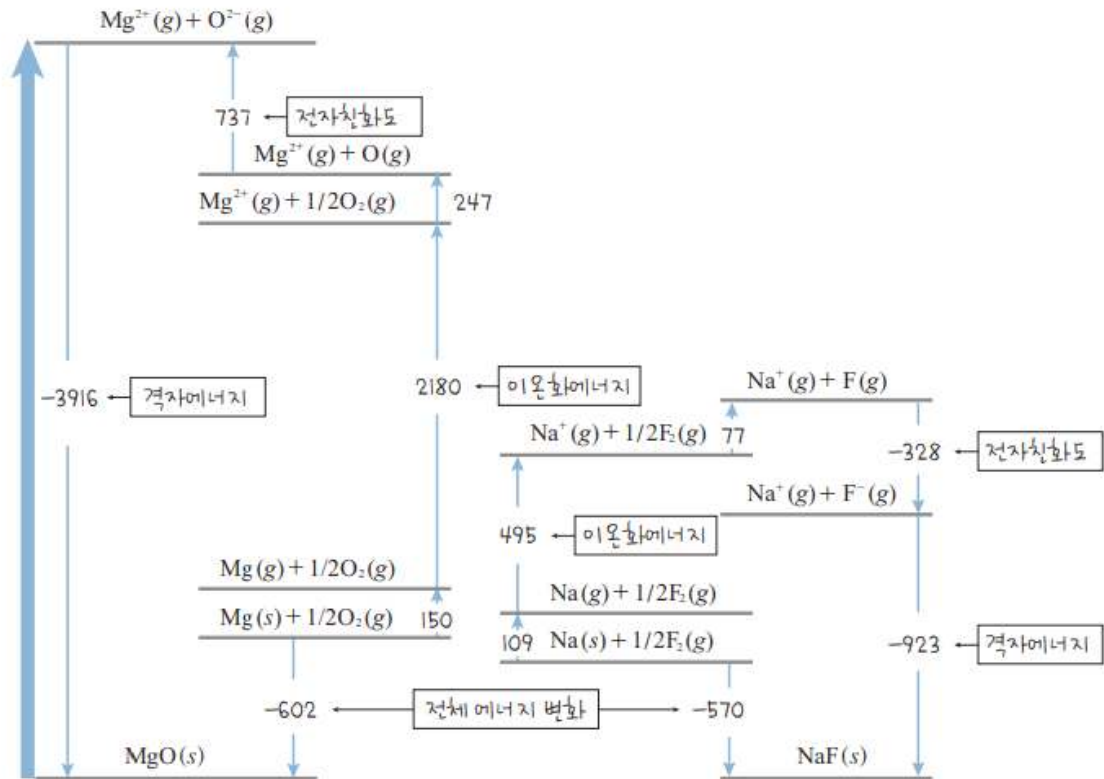 Mg²⁺(g) + O²⁻(g)
737
전자친화도
Mg²⁺(g) + O(g)
Mg²⁺(g) + 1/2O₂(g)
247
-3916
격자에너지
2180
이온화에너지
Mg(g) + 1/2O₂(g)
Mg(s) + 1/2O₂(g)
150
-602
전체 에너지 변화
-570
MgO(s)
Na⁺(g) + F(g)
Na⁺(g) + 1/2F₂(g)
77
-328
전자친화도
Na⁺(g) + F⁻(g)
495
이온화에너지
Na(g) + 1/2F₂(g)
109
Na(s) + 1/2F₂(g)
-923
격자에너지
NaF(s)